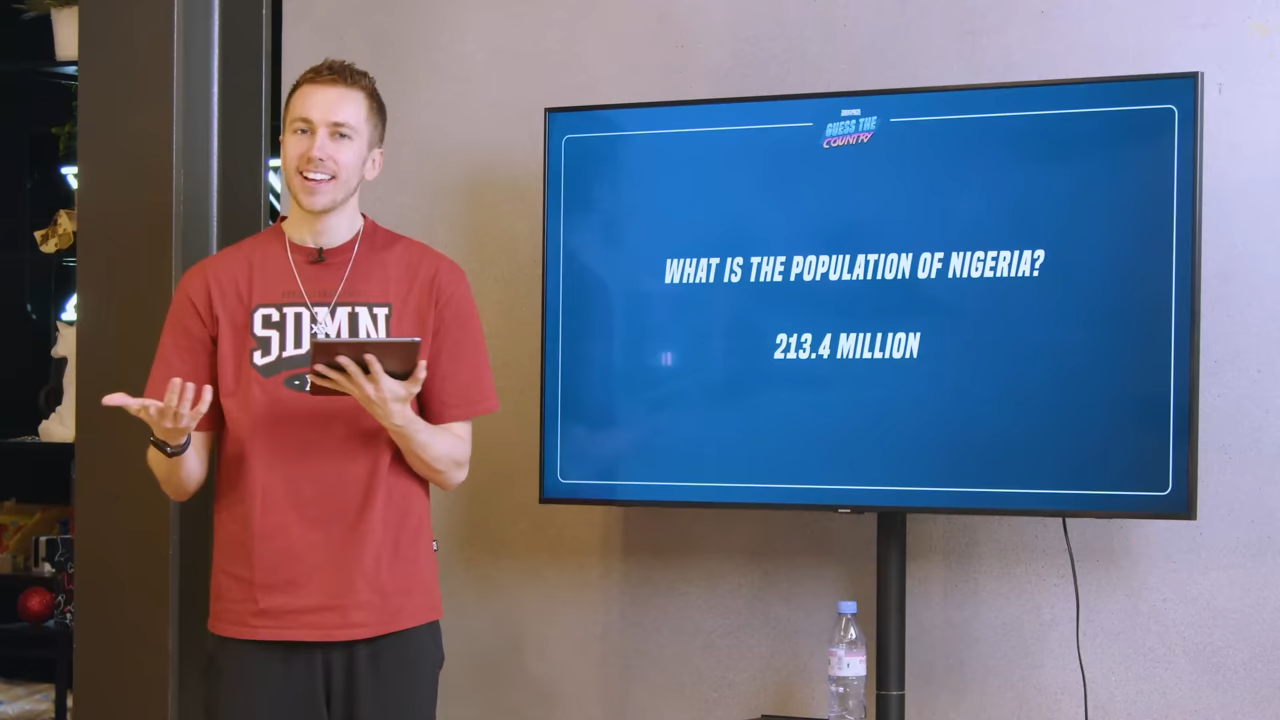 GUESS THE
COUNTRY
WHAT IS THE POPULATION OF NIGERIA?
213.4 MILLION
SDMN